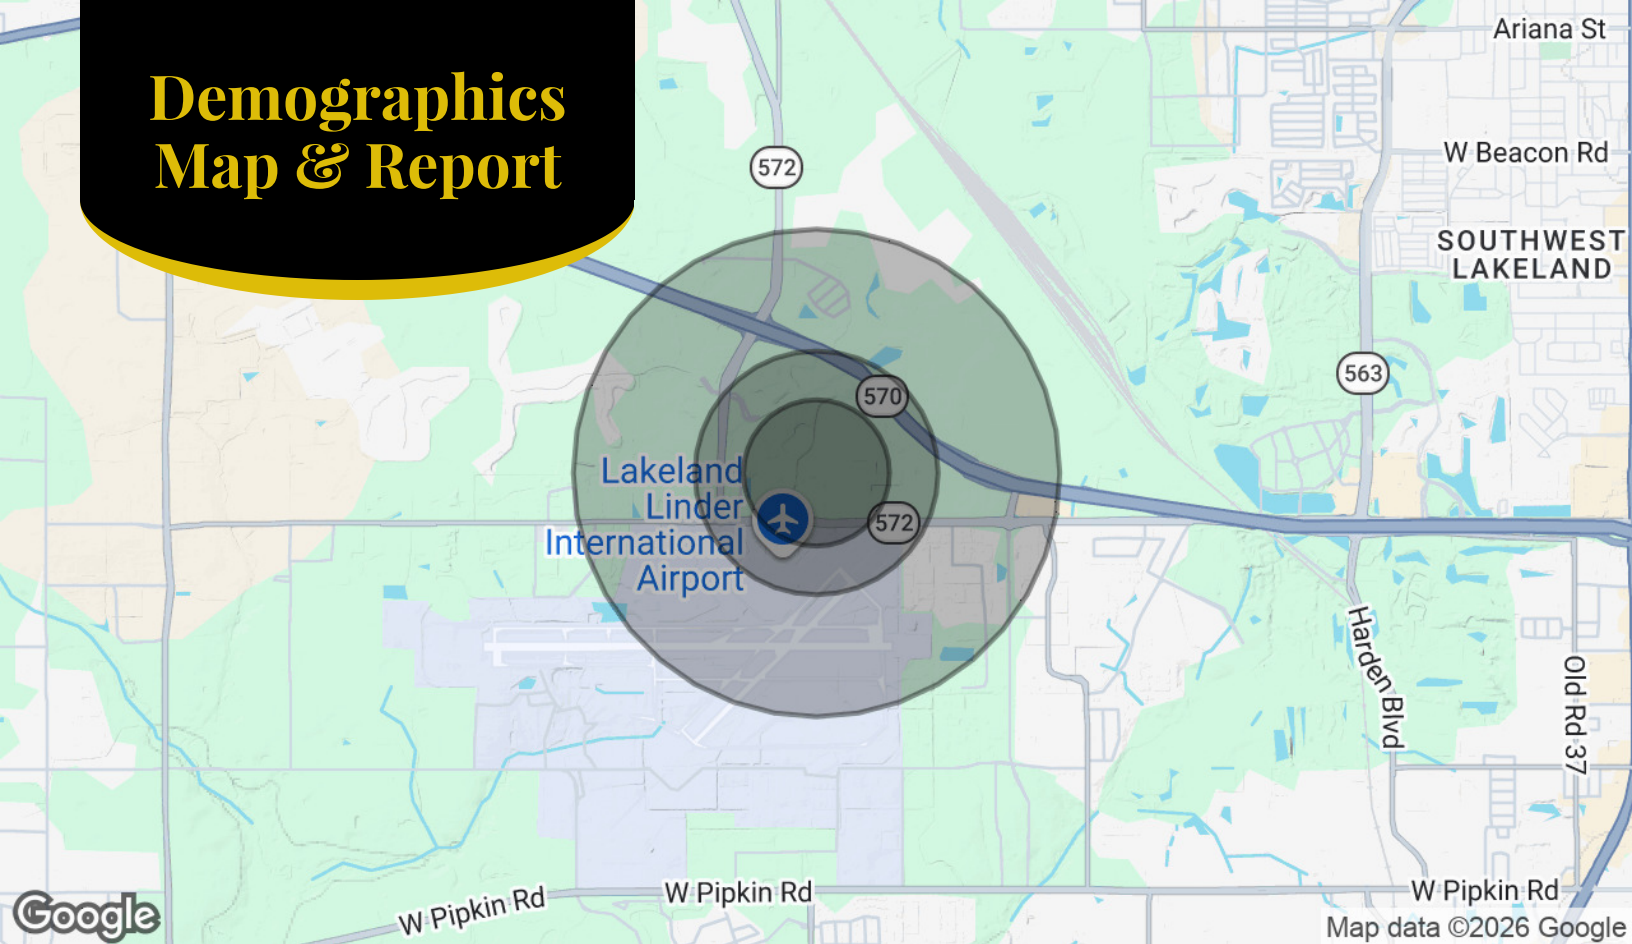 Demographics
Map & Report
Ariana St
572
W Beacon Rd
SOUTHWEST
LAKELAND
563
570
Lakeland
Linder
International
Airport
572
Harden Blvd
Old Rd 37
W Pipkin Rd
W Pipkin Rd
W Pipkin Rd
Google
Map data ©2026 Google